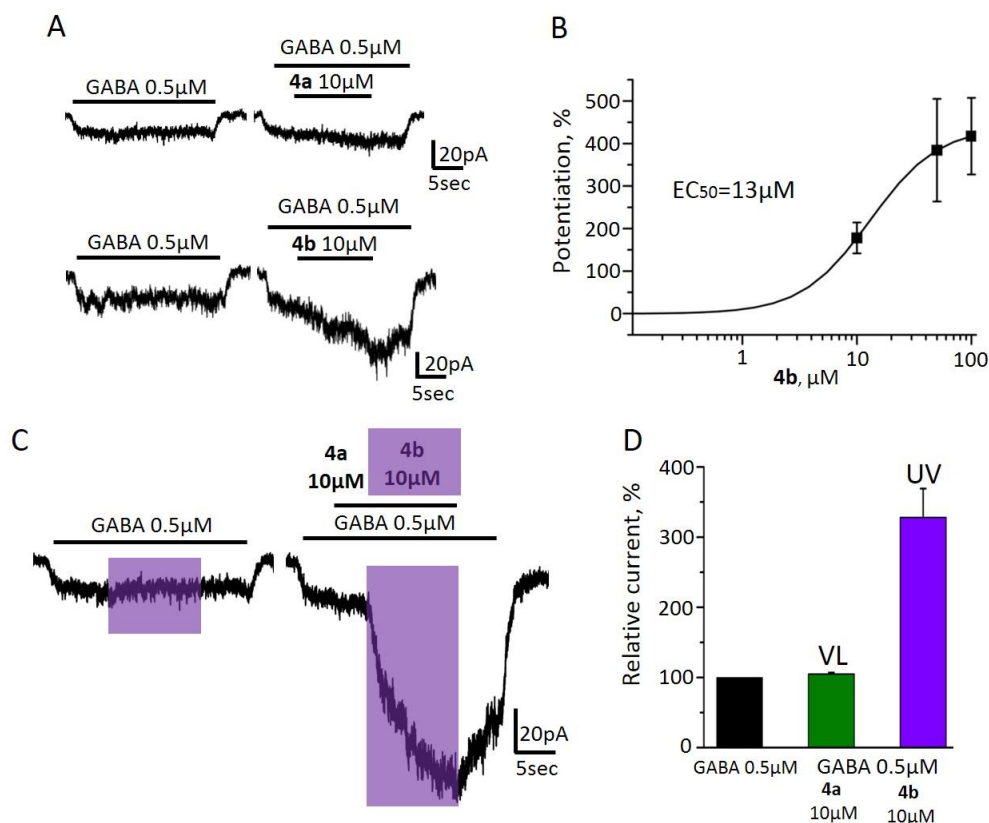 A
GABA 0.5µM
GABA 0.5µM
4a 10µM
20pA
5sec
GABA 0.5µM
GABA 0.5µM
4b 10µM
20pA
5sec
B
Potentiation, %
500
400
300
200
100
0
EC50=13µM
1
10
100
4b, µM
C
GABA 0.5µM
4a
10µM
4b
10µM
GABA 0.5µM
20pA
5sec
D
Relative current, %
400
300
200
100
0
VL
UV
GABA 0.5µM
GABA 0.5µM
4a
10µM
4b
10µM